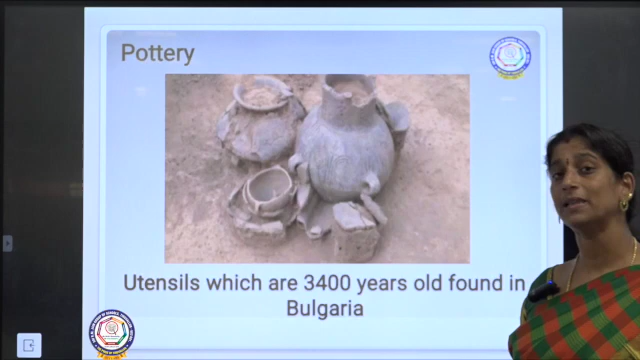 Pottery
Utensils which are 3400 years old found in
Bulgaria